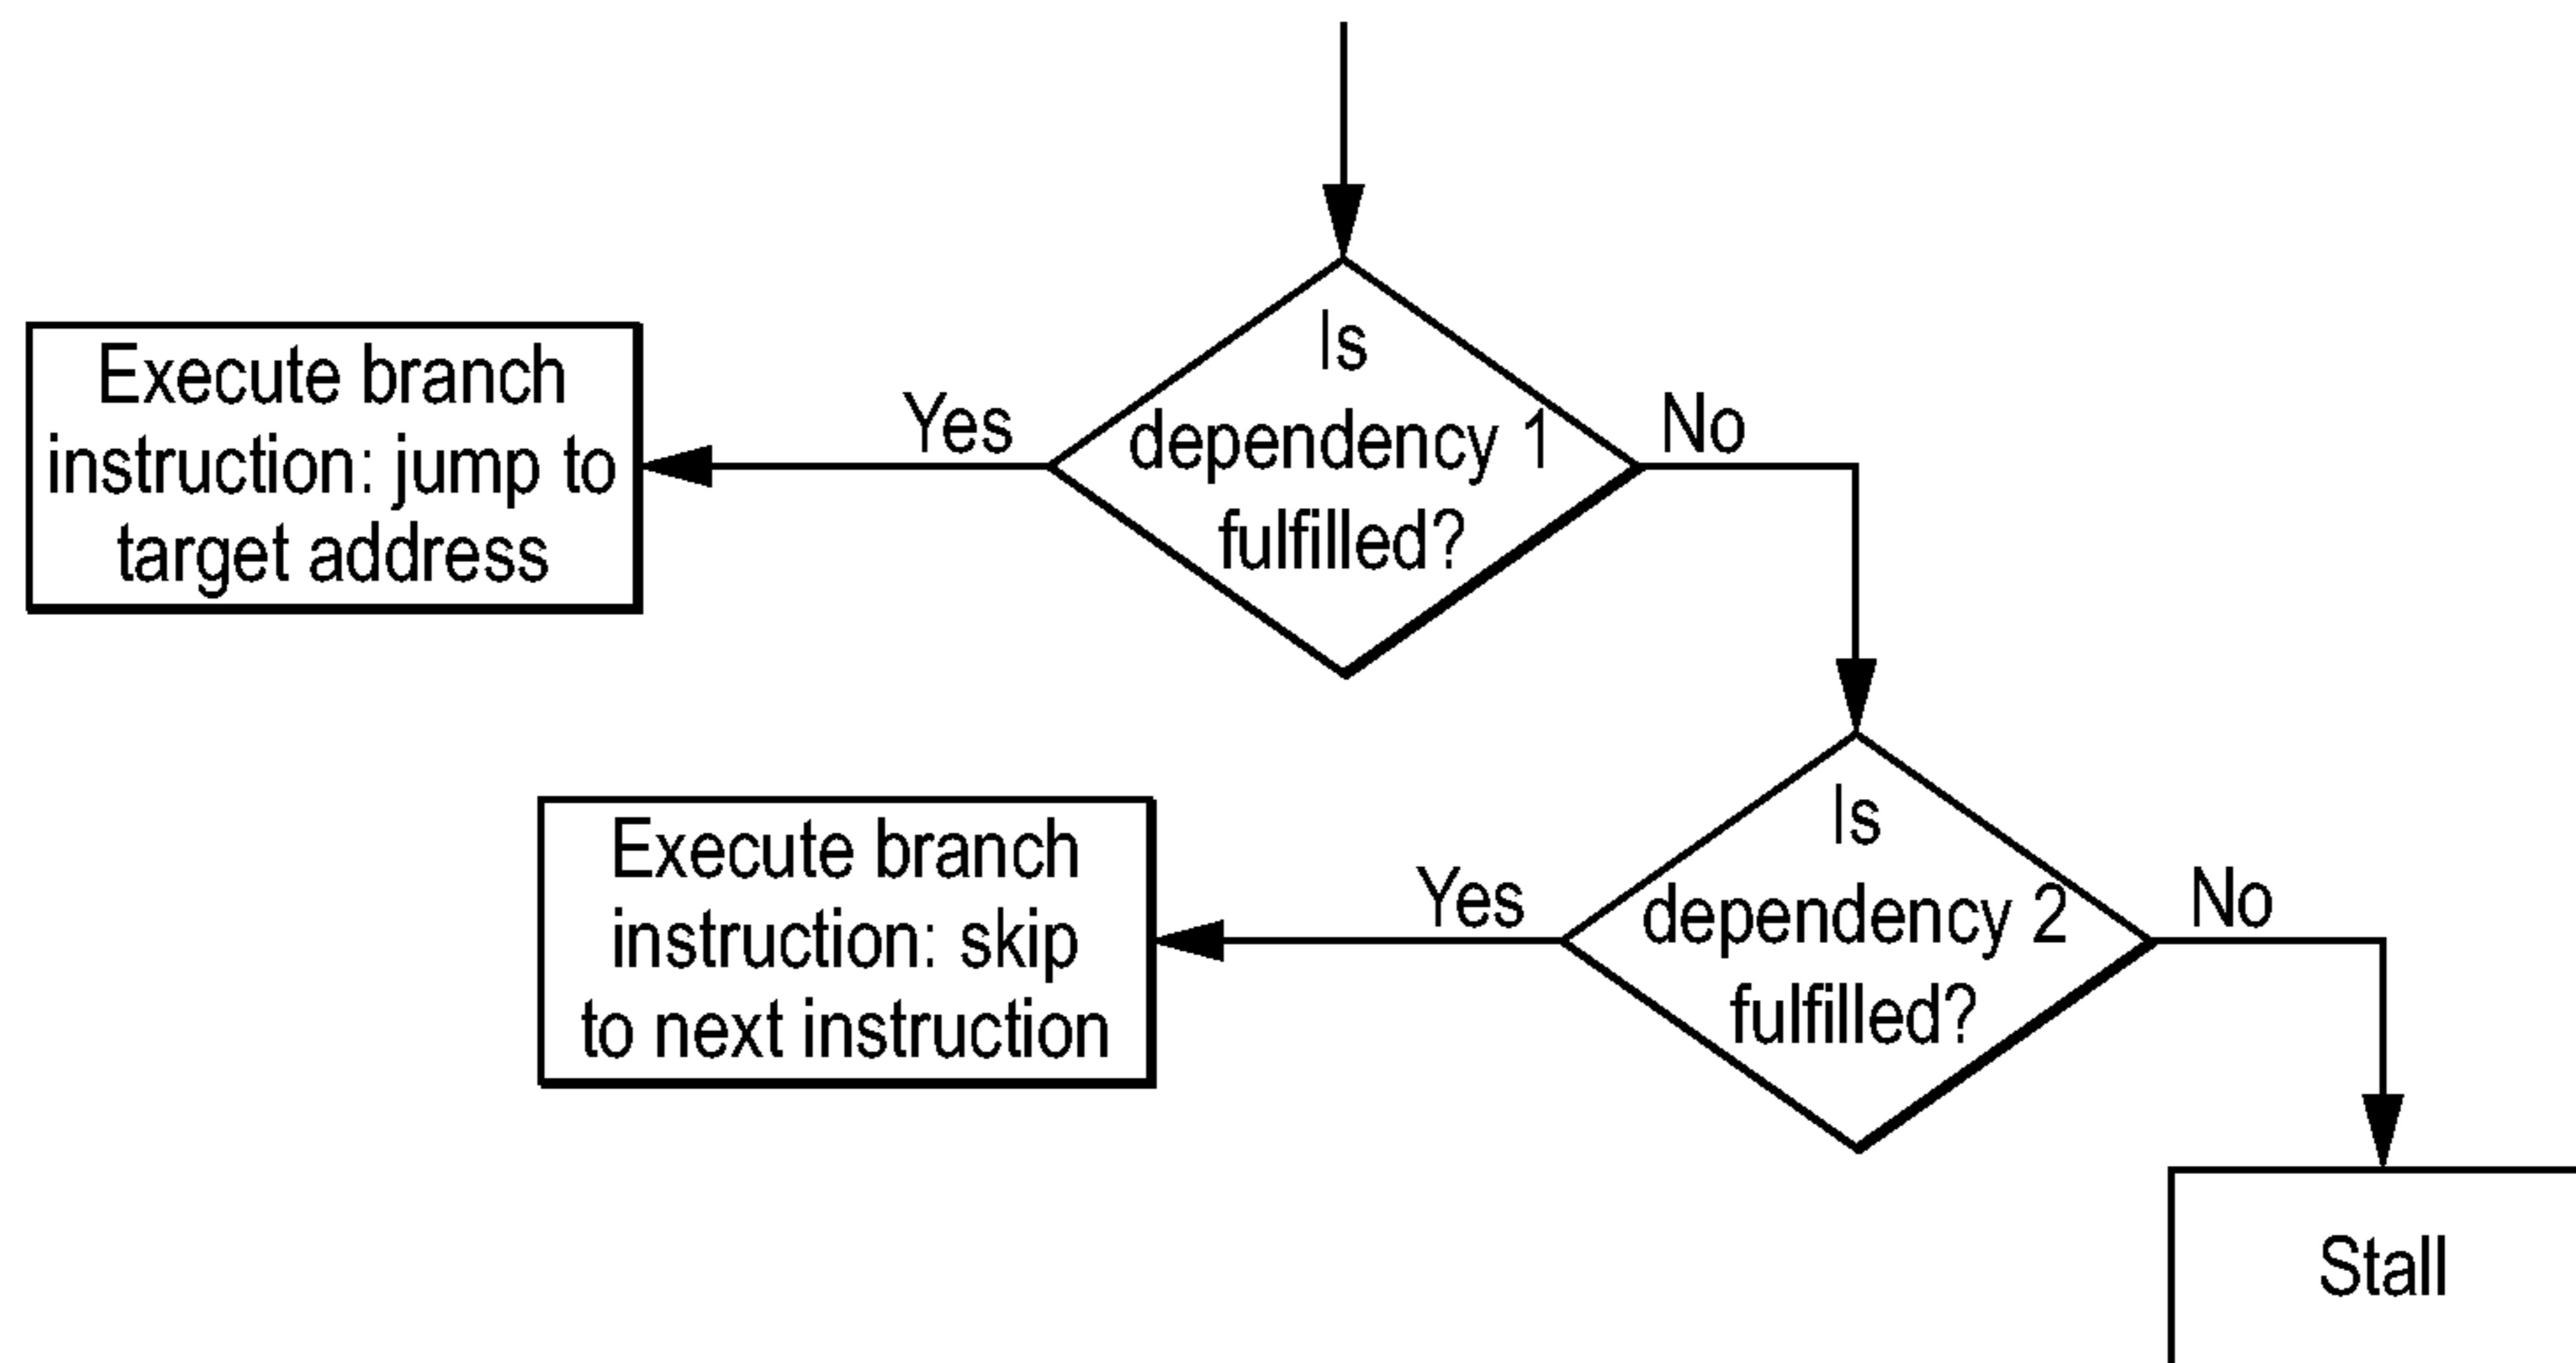 Is
dependency 1
fulfilled?
Yes
No
Execute branch
instruction: jump to
target address
Is
dependency 2
fulfilled?
Yes
No
Execute branch
instruction: skip
to next instruction
Stall